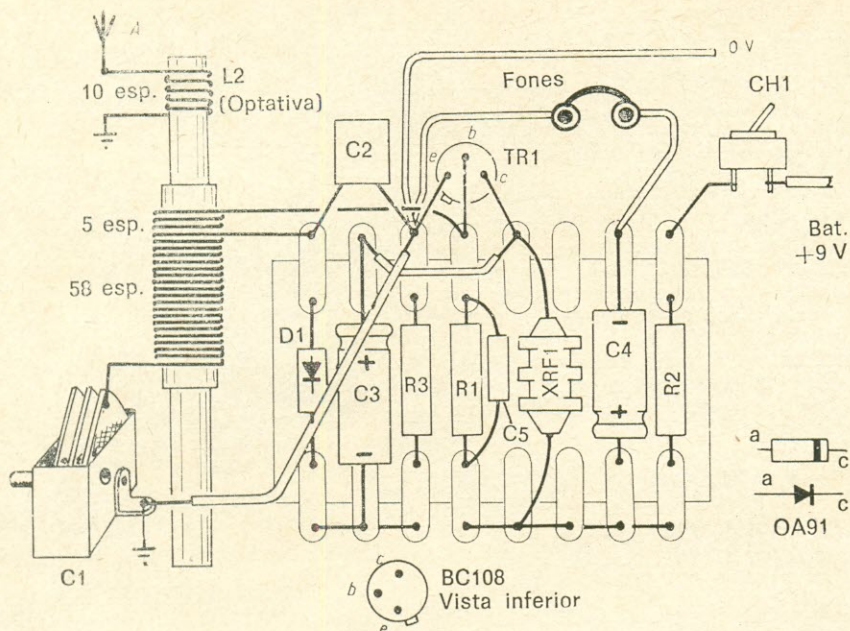 A
0 V
L2
10 esp.
(Optativa)
Fones
CH1
C2
b
e
TR1
c
5 esp.
Bat.
+9 V
58 esp.
D1
+
C3
-
R3
R1
C5
XRF1
-
C4
+
R2
a
c
a
c
OA91
C1
c
b
e
BC108
Vista inferior